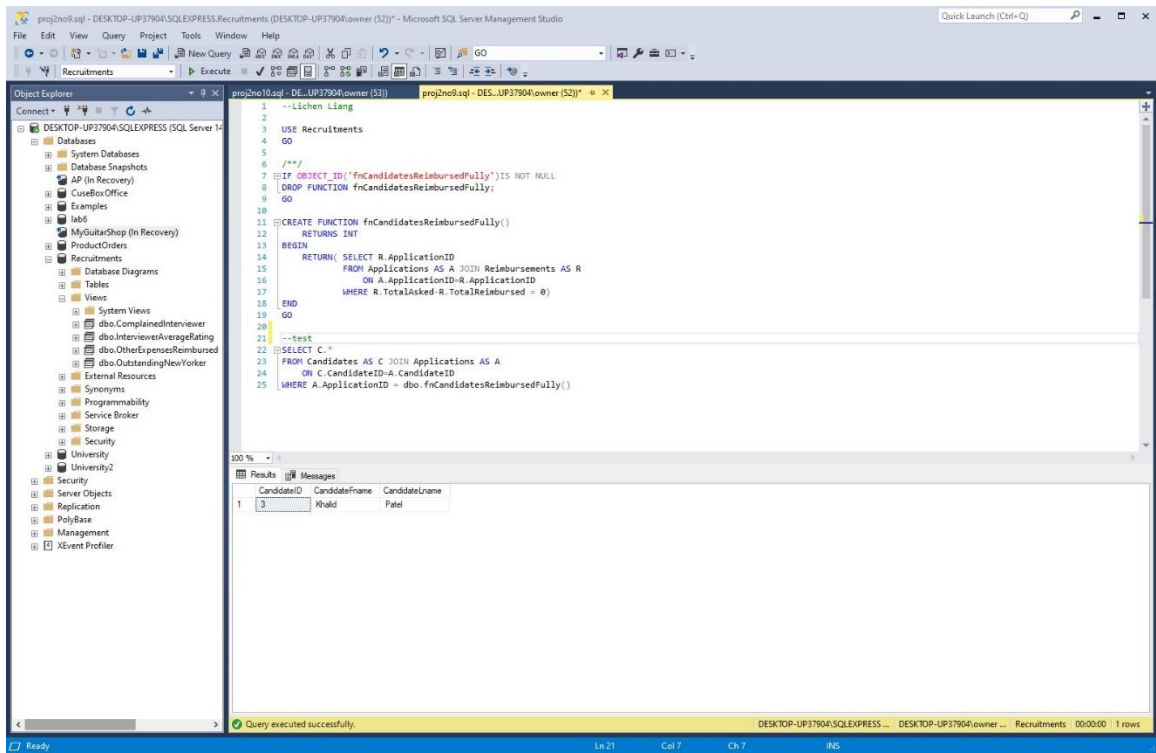 proj2no9.sql - DESKTOP-UP37904\SQLEXPRESS.Recruitments (DESKTOP-UP37904\owner (52))* - Microsoft SQL Server Management Studio
Quick Launch (Ctrl+Q)
File Edit View Query Project Tools Window Help
New Query
GO
Recruitments
Execute
Object Explorer
proj2no10.sql - DE...UP37904\owner (53))
proj2no9.sql - DES...UP37904\owner (52))*
Connect
DESKTOP-UP37904\SQLEXPRESS (SQL Server 14
Databases
System Databases
Database Snapshots
AP (In Recovery)
CuseBoxOffice
Examples
lab6
MyGuitarShop (In Recovery)
ProductOrders
Recruitments
Database Diagrams
Tables
Views
System Views
dbo.ComplainedInterviewer
dbo.InterviewerAverageRating
dbo.OtherExpensesReimbursed
dbo.OutstandingNewYorker
External Resources
Synonyms
Programmability
Service Broker
Storage
Security
University
University2
Security
Server Objects
Replication
PolyBase
Management
XEvent Profiler
1 --Lichen Liang
2
3 USE Recruitments
4 GO
5
6 /**/
7 IF OBJECT_ID('fnCandidatesReimbursedFully')IS NOT NULL
8 DROP FUNCTION fnCandidatesReimbursedFully;
9 GO
10
11 CREATE FUNCTION fnCandidatesReimbursedFully()
12 RETURNS INT
13 BEGIN
14 RETURN( SELECT R.ApplicationID
15 FROM Applications AS A JOIN Reimbursements AS R
16 ON A.ApplicationID=R.ApplicationID
17 WHERE R.TotalAsked-R.TotalReimbursed = 0)
18 END
19 GO
20
21 --test
22 SELECT C.*
23 FROM Candidates AS C JOIN Applications AS A
24 ON C.CandidateID=A.CandidateID
25 WHERE A.ApplicationID = dbo.fnCandidatesReimbursedFully()
100 %
Results Messages
CandidateID CandidateFname CandidateLname
1 3 Khalid Patel
Query executed successfully.
DESKTOP-UP37904\SQLEXPRESS ... DESKTOP-UP37904\owner ... Recruitments 00:00:00 1 rows
Ready
Ln 21 Col 7 Ch 7 INS